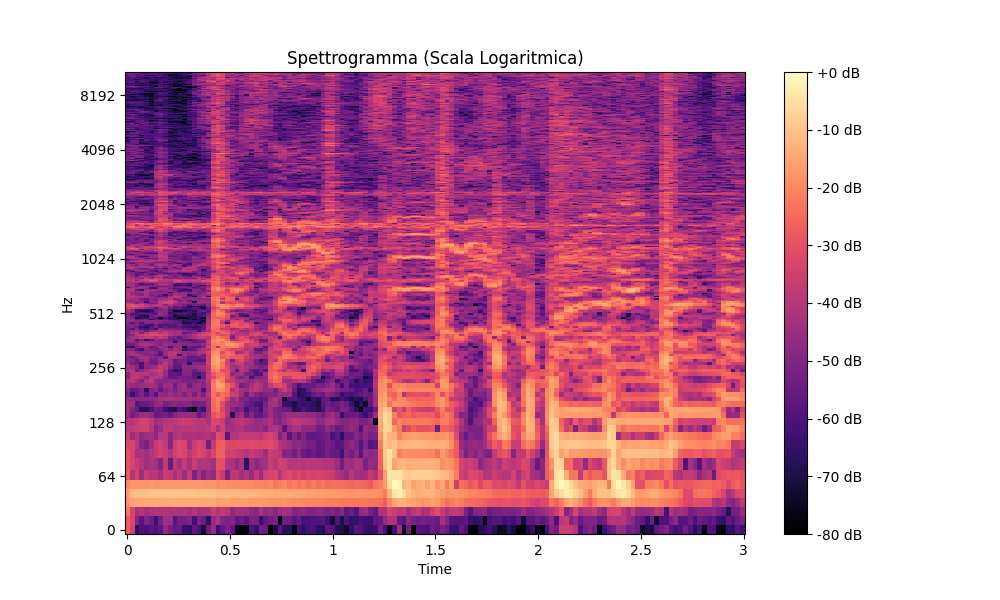 Spettrogramma (Scala Logaritmica)
Hz
8192
4096
2048
1024
512
256
128
64
0
0
0.5
1
1.5
2
2.5
3
Time
+0 dB
-10 dB
-20 dB
-30 dB
-40 dB
-50 dB
-60 dB
-70 dB
-80 dB